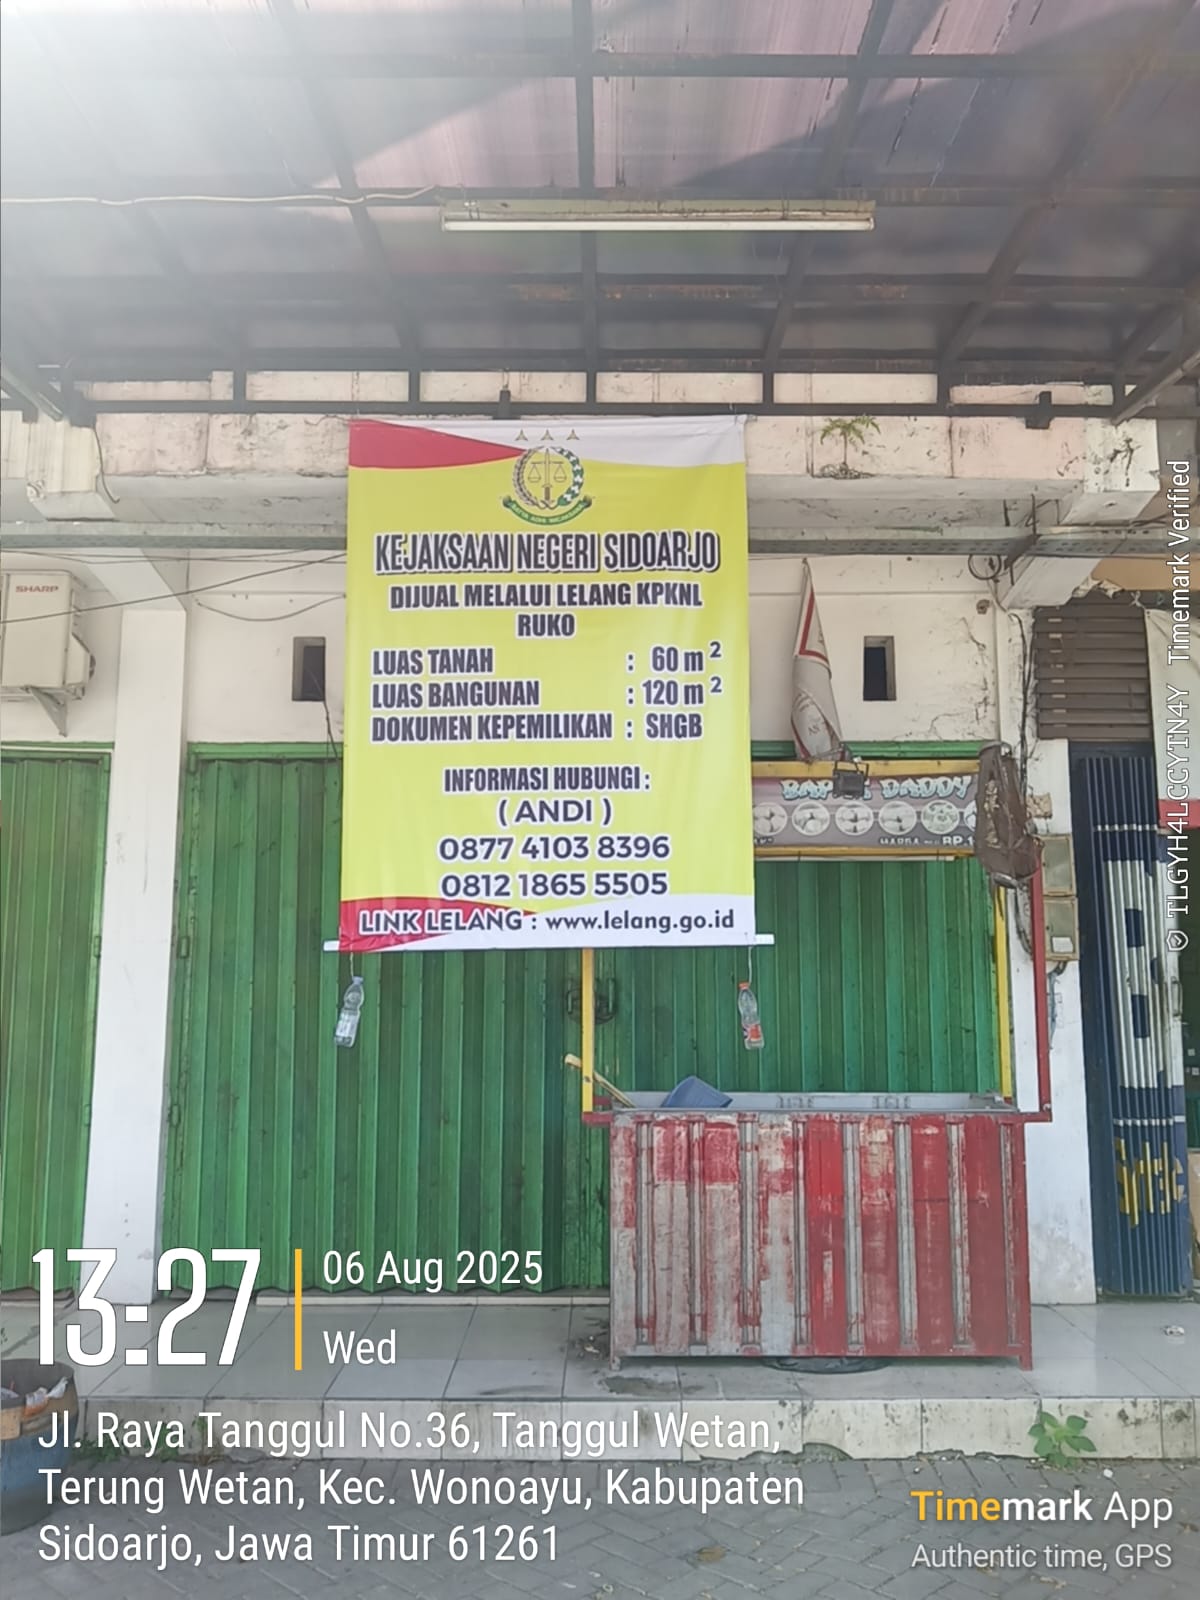 SHARP
KEJAKSAAN NEGERI SIDOARJO
DIJUAL MELALUI LELANG KPKNL
RUKO
LUAS TANAH : 60 m²
LUAS BANGUNAN : 120 m²
DOKUMEN KEPEMILIKAN : SHGB
INFORMASI HUBUNGI :
( ANDI )
0877 4103 8396
0812 1865 5505
LINK LELANG : www.lelang.go.id
DADDY
13:27
06 Aug 2025
Wed
Jl. Raya Tanggul No.36, Tanggul Wetan,
Terung Wetan, Kec. Wonoayu, Kabupaten
Sidoarjo, Jawa Timur 61261
Timemark App
Authentic time, GPS
TLGYH4LCCYTN4Y Timemark Verified